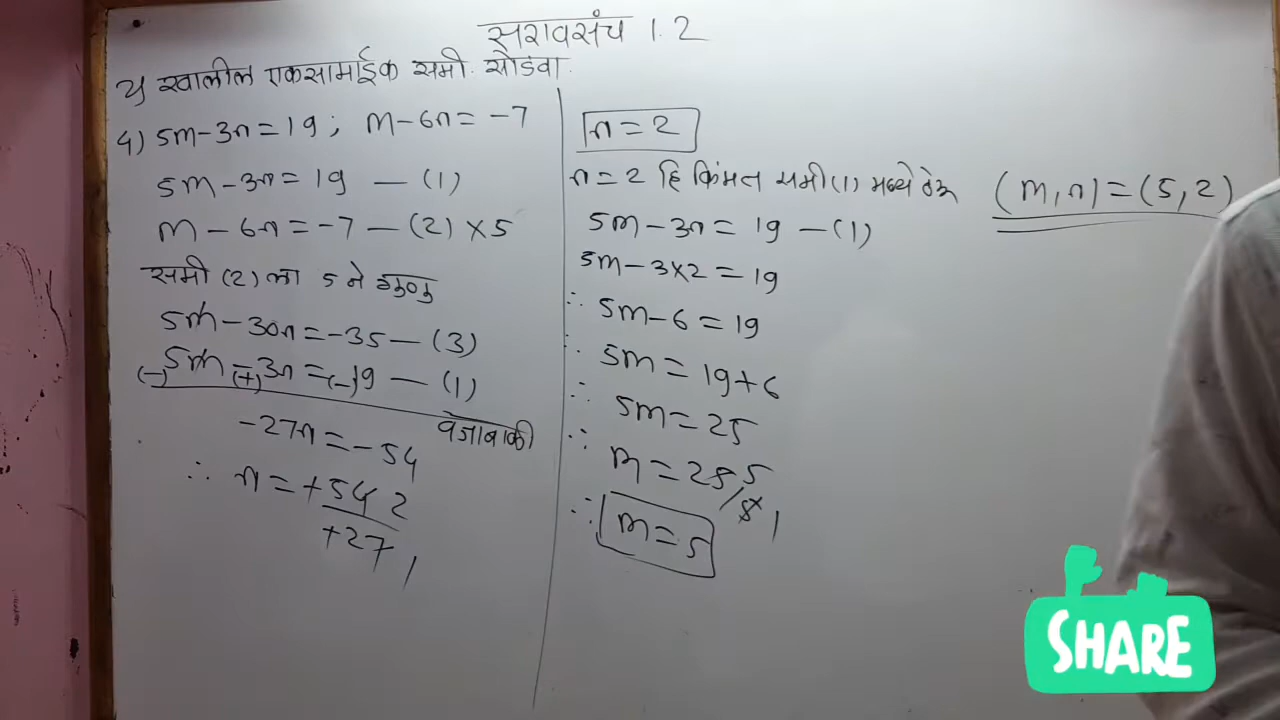 सरावसंच 1.2
2) खालील एकसामाईक समी. सोडवा.
4) 5m-3n=19; m-6n=-7
5m-3n=19 — (1)
m-6n=-7 — (2) ×5
समी (2) ला 5 ने गुणू
5m-30n=-35 — (3)
5m-3n=19 — (1)
(-) (+) (-)
वजाबाकी
-27n=-54
∴ n=+54 2
+27 1
n=2
n=2 हि किंमत समी (1) मध्ये ठेऊ
5m-3n=19 — (1)
5m-3×2=19
∴ 5m-6=19
∴ 5m=19+6
∴ 5m=25
∴ m=25 5
/5 1
∴ m=5
(m,n)=(5,2)
SHARE